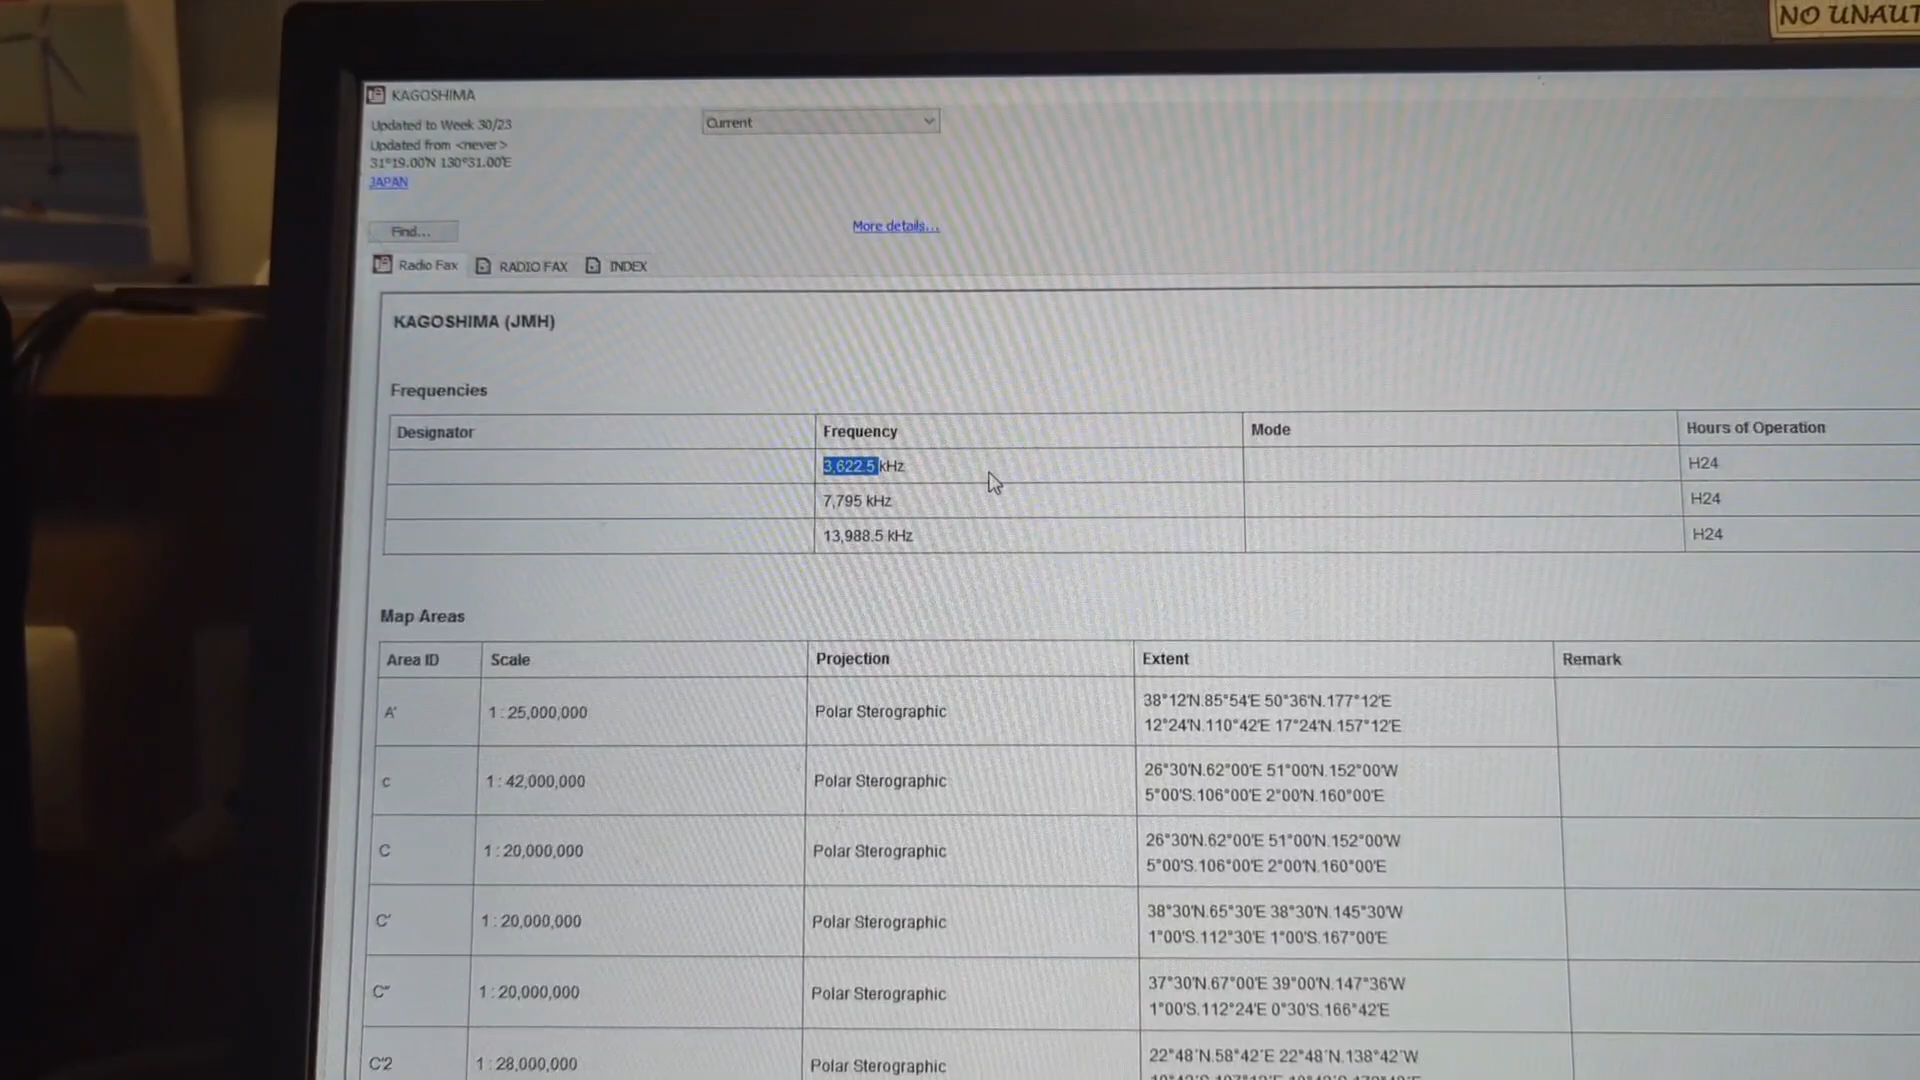 NO UNAUT
KAGOSHIMA
Updated to Week 30/23
Current
Updated from <never>
31°19.00'N 130°31.00'E
JAPAN
Find...
More details...
Radio Fax RADIO FAX INDEX
KAGOSHIMA (JMH)
Frequencies
Designator Frequency Mode Hours of Operation
3,622.5 kHz H24
7,795 kHz H24
13,988.5 kHz H24
Map Areas
Area ID Scale Projection Extent Remark
A' 1 : 25,000,000 Polar Sterographic 38°12'N.85°54'E 50°36'N.177°12'E
12°24'N.110°42'E 17°24'N.157°12'E
c 1 : 42,000,000 Polar Sterographic 26°30'N.62°00'E 51°00'N.152°00'W
5°00'S.106°00'E 2°00'N.160°00'E
C 1 : 20,000,000 Polar Sterographic 26°30'N.62°00'E 51°00'N.152°00'W
5°00'S.106°00'E 2°00'N.160°00'E
C' 1 : 20,000,000 Polar Sterographic 38°30'N.65°30'E 38°30'N.145°30'W
1°00'S.112°30'E 1°00'S.167°00'E
C" 1 : 20,000,000 Polar Sterographic 37°30'N.67°00'E 39°00'N.147°36'W
1°00'S.112°24'E 0°30'S.166°42'E
C'2 1 : 28,000,000 Polar Sterographic 22°48'N.58°42'E 22°48'N.138°42'W